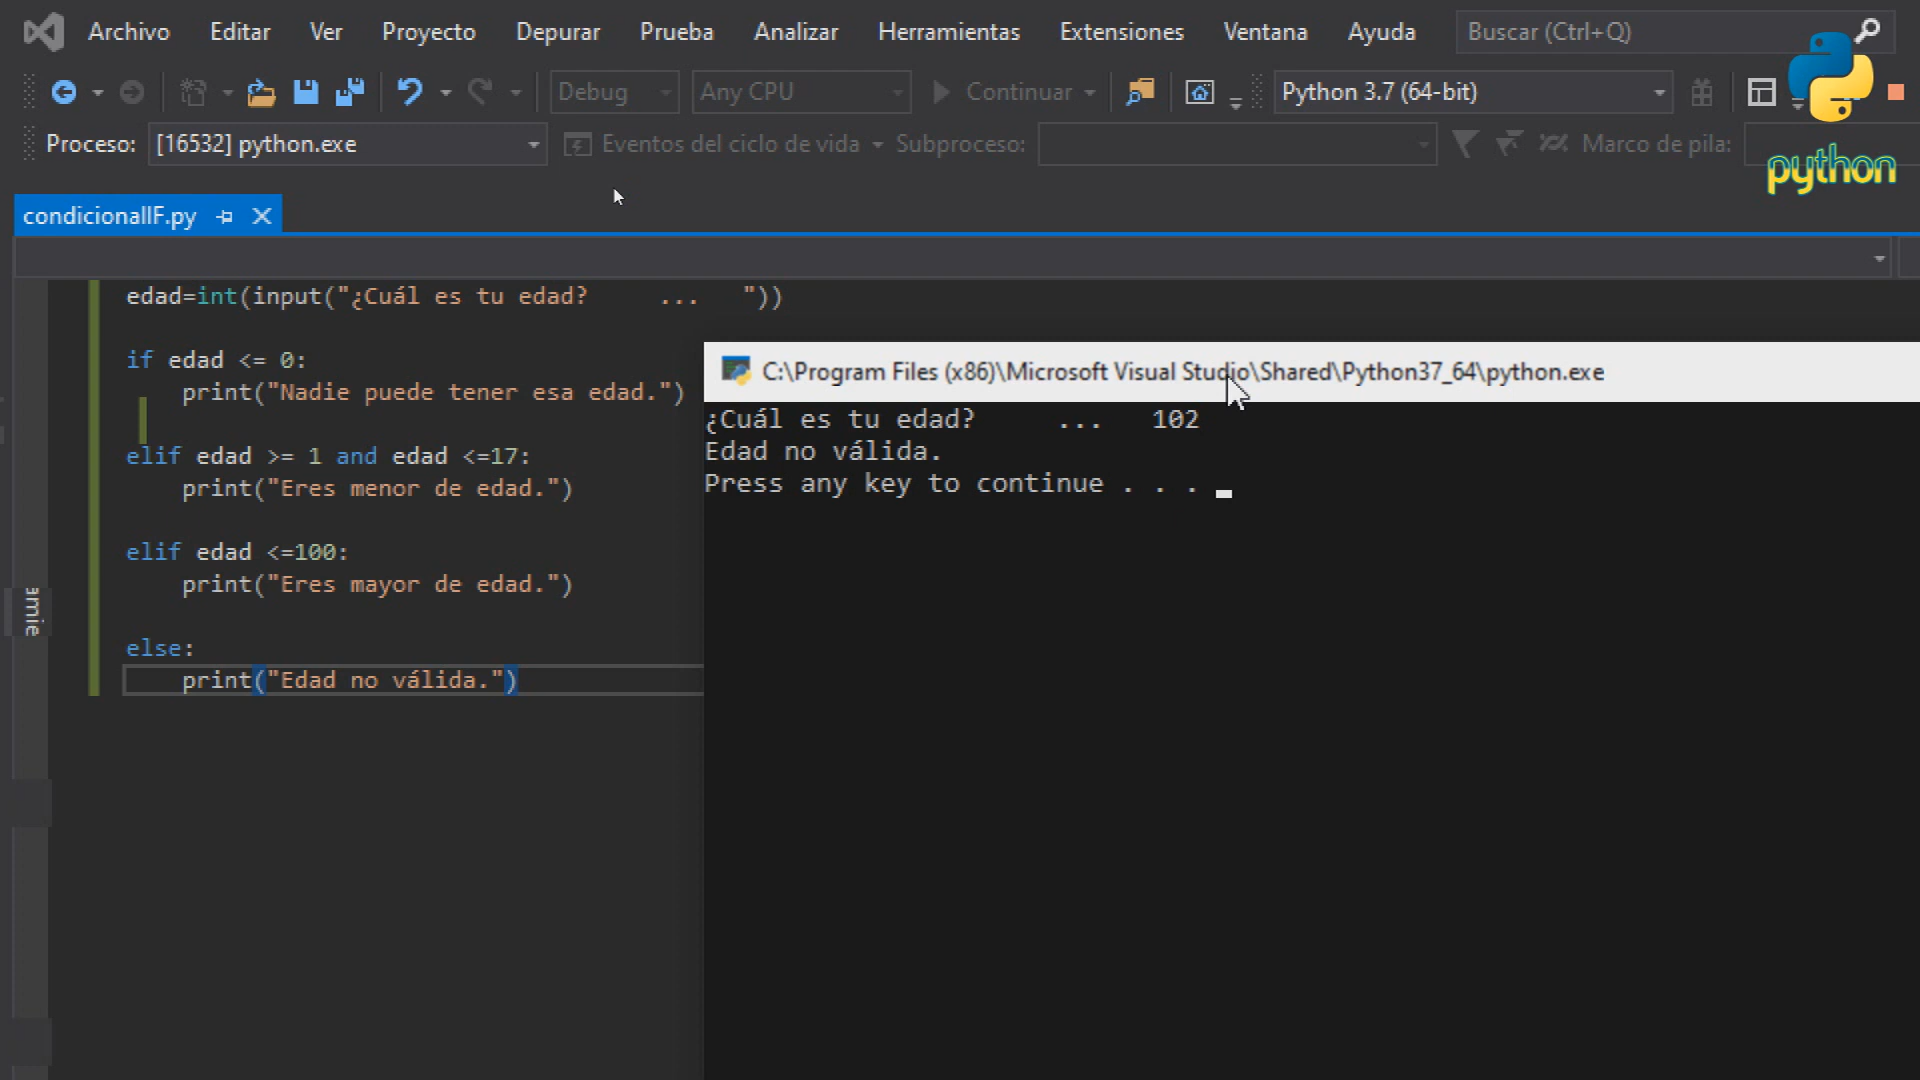 Archivo Editar Ver Proyecto Depurar Prueba Analizar Herramientas Extensiones Ventana Ayuda Buscar (Ctrl+Q)
Debug Any CPU Continuar Python 3.7 (64-bit)
Proceso: [16532] python.exe Eventos del ciclo de vida Subproceso: Marco de pila:
python
condicionalIF.py
edad=int(input("¿Cuál es tu edad?     ...   "))
if edad <= 0:
print("Nadie puede tener esa edad.")
elif edad >= 1 and edad <=17:
print("Eres menor de edad.")
elif edad <=100:
print("Eres mayor de edad.")
else:
print("Edad no válida.")
C:\Program Files (x86)\Microsoft Visual Studio\Shared\Python37_64\python.exe
¿Cuál es tu edad?     ...   102
Edad no válida.
Press any key to continue . . .